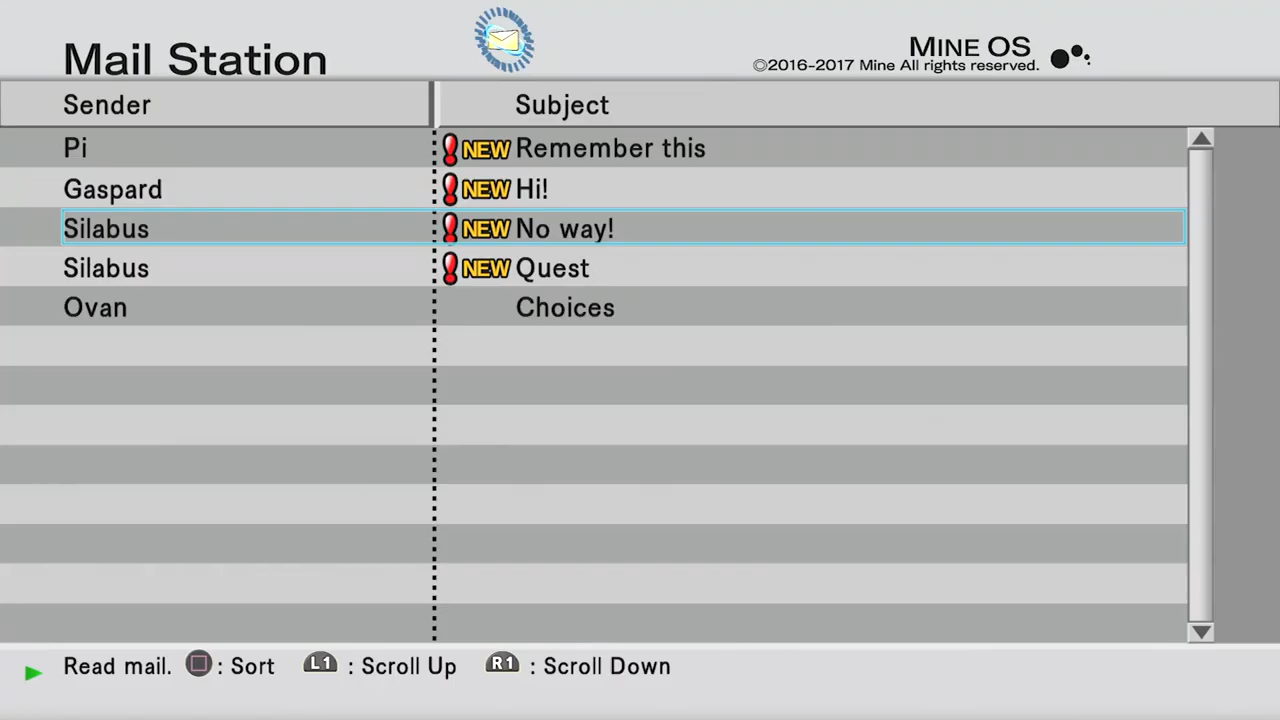 Mail Station
MINE OS
©2016-2017 Mine All rights reserved.
Sender Subject
Pi NEW Remember this
Gaspard NEW Hi!
Silabus NEW No way!
Silabus NEW Quest
Ovan Choices
Read mail. : Sort L1 : Scroll Up R1 : Scroll Down